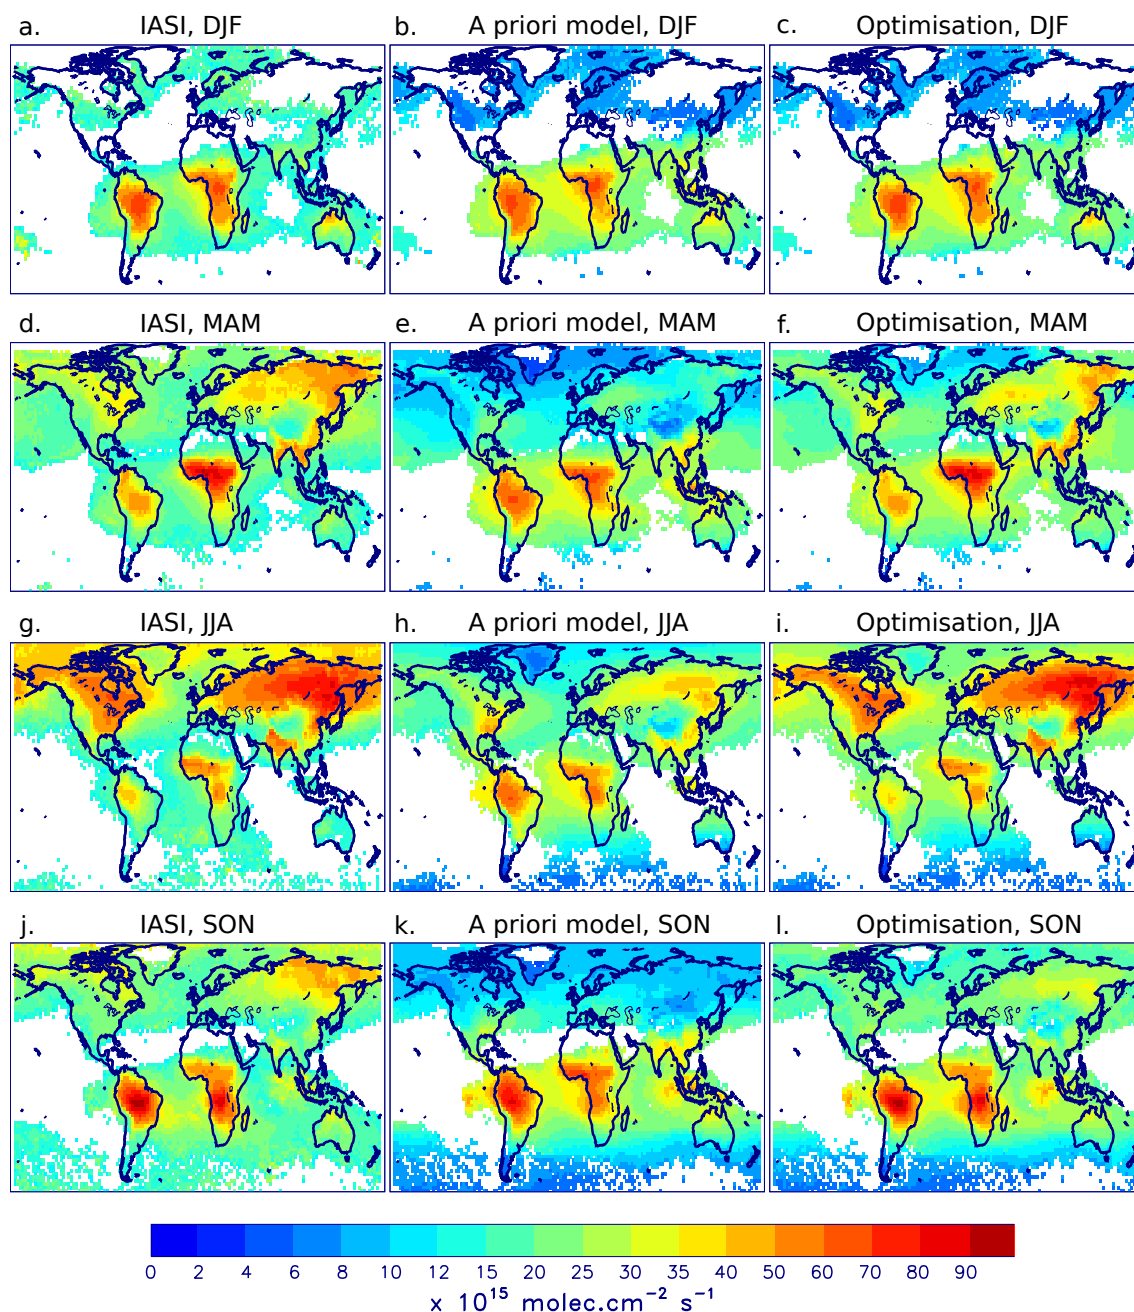 a. IASI, DJF
b. A priori model, DJF
c. Optimisation, DJF
d. IASI, MAM
e. A priori model, MAM
f. Optimisation, MAM
g. IASI, JJA
h. A priori model, JJA
i. Optimisation, JJA
j. IASI, SON
k. A priori model, SON
l. Optimisation, SON
0 2 4 6 8 10 12 15 20 25 30 35 40 50 60 70 80 90
x 10¹⁵ molec.cm⁻² s⁻¹